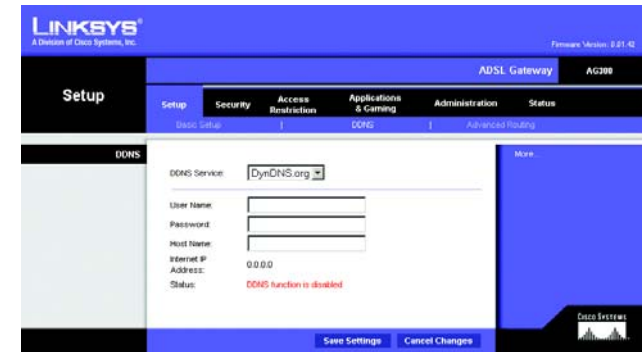 LINKSYS®
A Division of Cisco Systems, Inc.
Firmware Version: 0.01.42
ADSL Gateway AG300
Setup
Setup Security Access Restriction Applications & Gaming Administration Status
Basic Setup | DDNS | Advanced Routing
DDNS
More...
DDNS Service: DynDNS.org
User Name:
Password:
Host Name:
Internet IP Address: 0.0.0.0
Status: DDNS function is disabled
CISCO SYSTEMS
Save Settings Cancel Changes